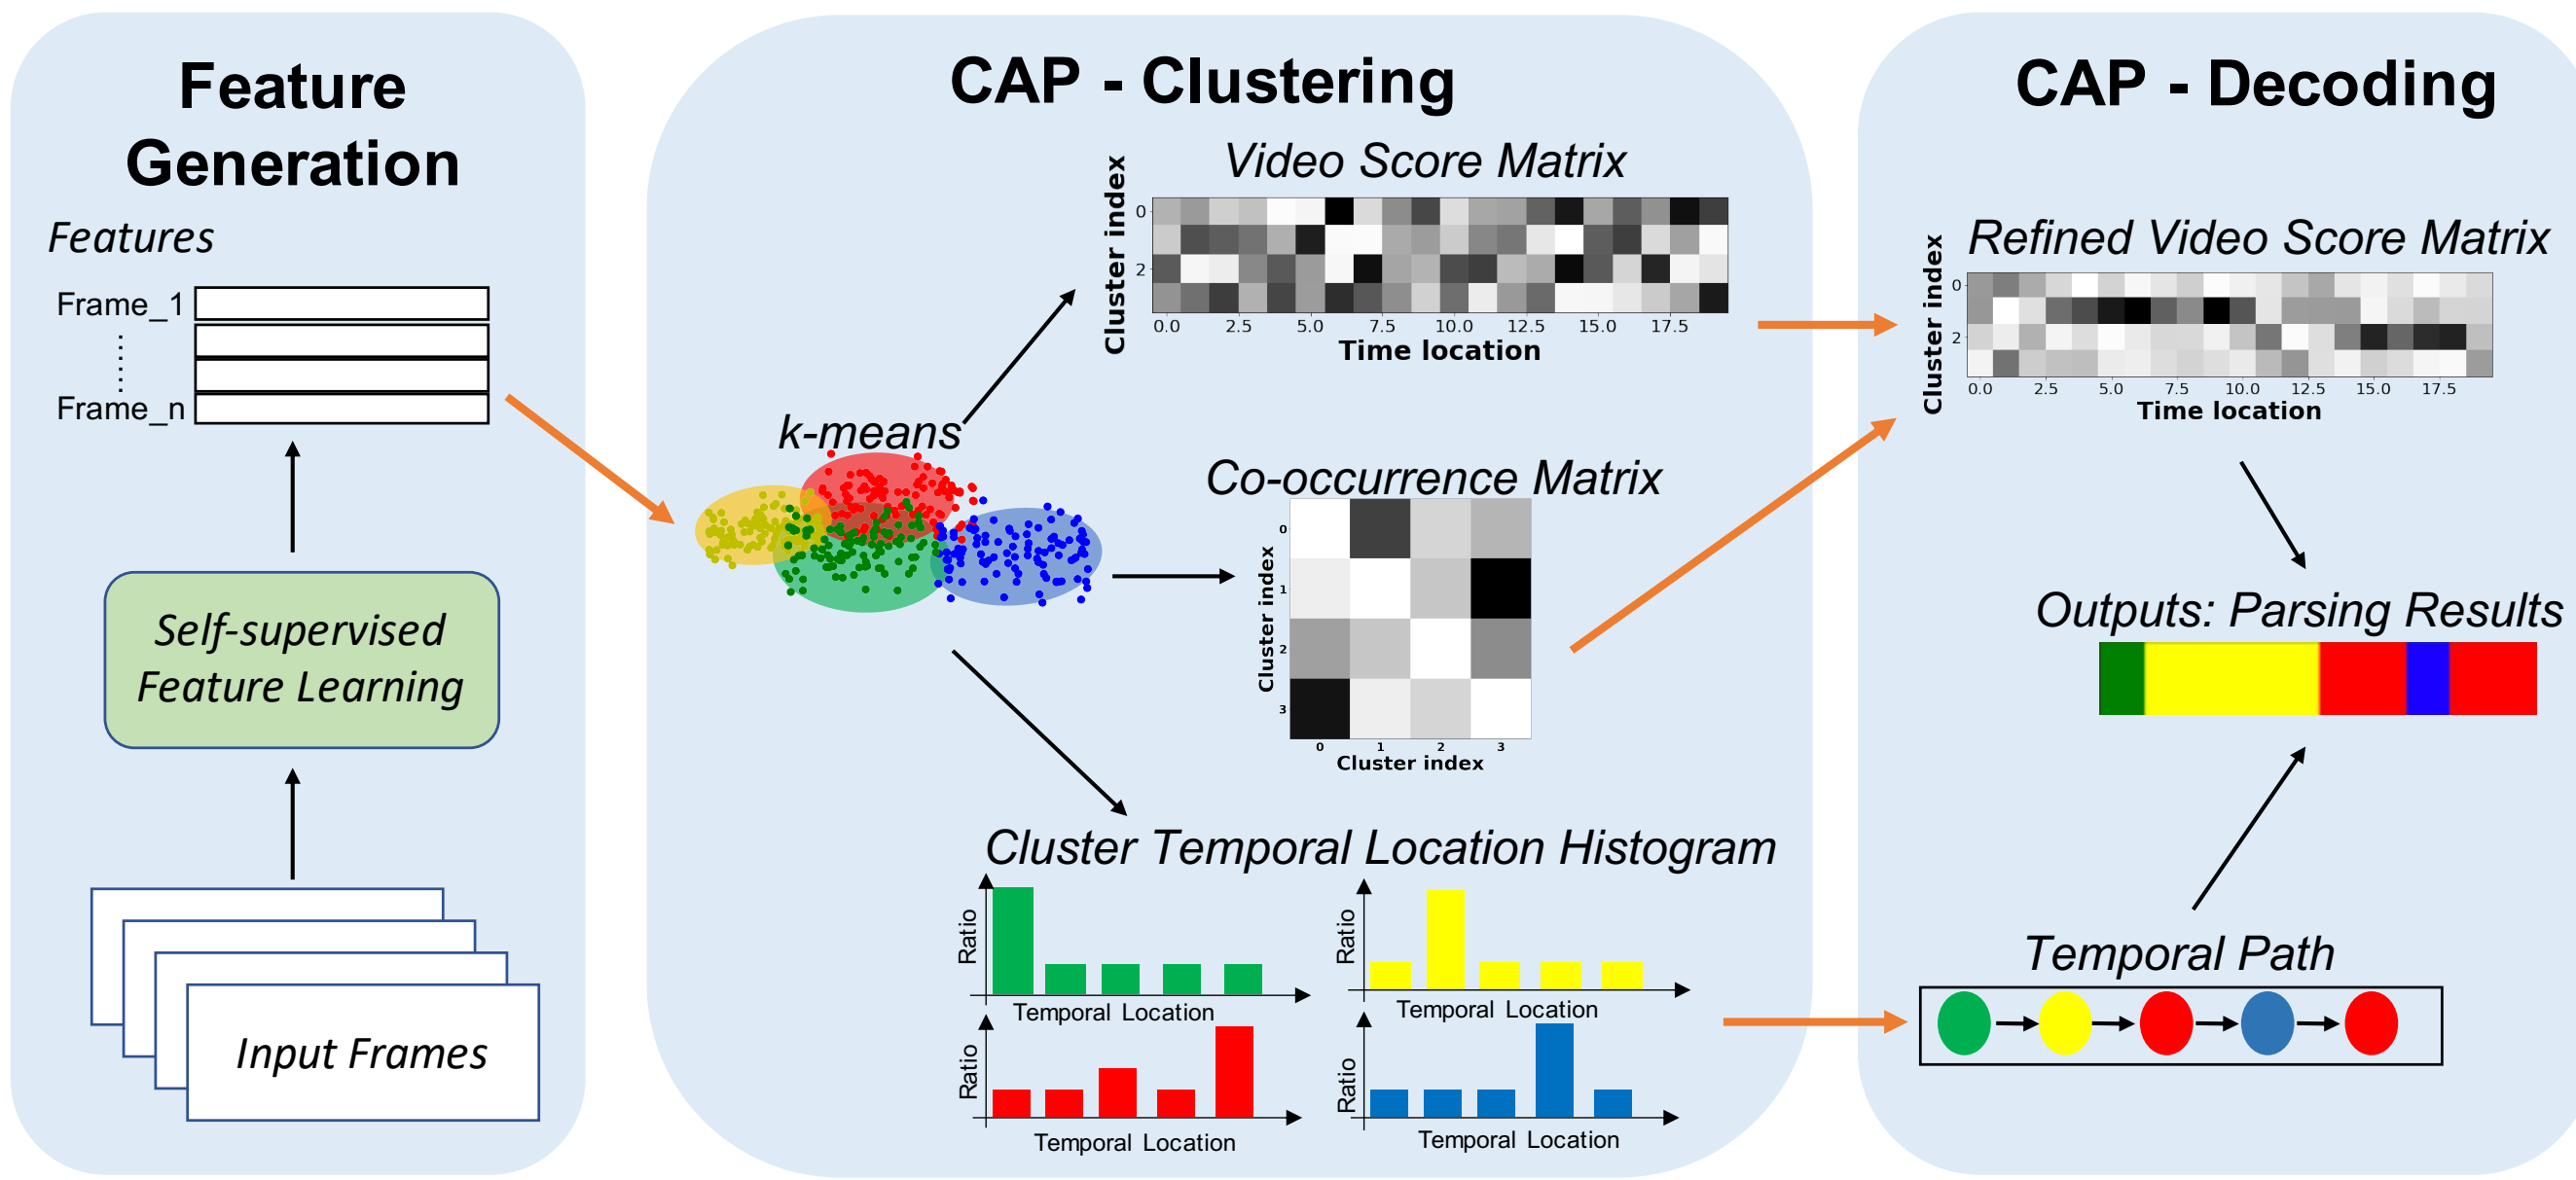 Feature
Generation
Features
Frame_1
Frame_n
Self-supervised
Feature Learning
Input Frames
CAP - Clustering
k-means
Video Score Matrix
Cluster index
0
2
0.0 2.5 5.0 7.5 10.0 12.5 15.0 17.5
Time location
Co-occurrence Matrix
Cluster index
0
1
2
3
0 1 2 3
Cluster index
Cluster Temporal Location Histogram
Ratio
Temporal Location
Ratio
Temporal Location
Ratio
Temporal Location
Ratio
Temporal Location
CAP - Decoding
Refined Video Score Matrix
Cluster index
0
2
0.0 2.5 5.0 7.5 10.0 12.5 15.0 17.5
Time location
Outputs: Parsing Results
Temporal Path